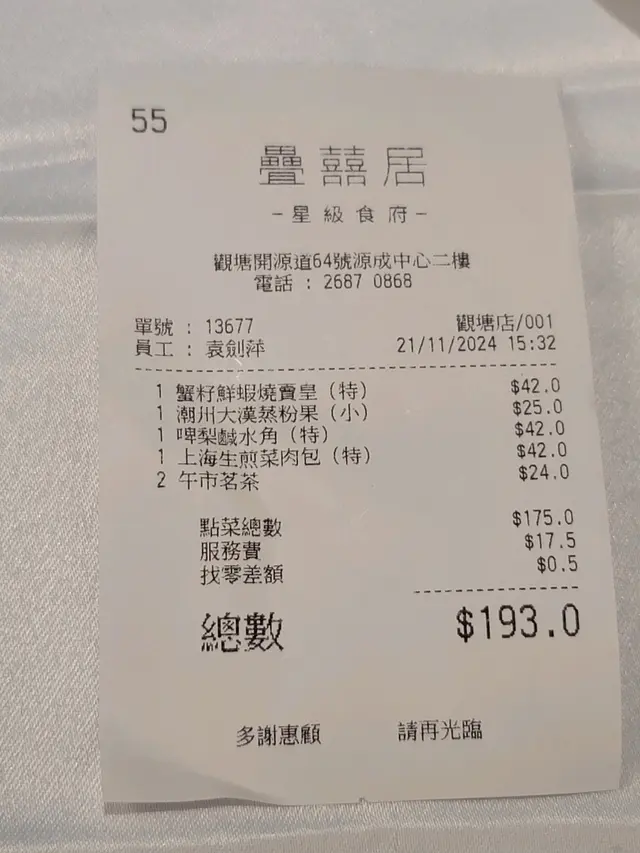 55
疊囍居
-星級食府-
觀塘開源道64號源成中心二樓
電話 : 2687 0868
單號 : 13677 觀塘店/001
員工 : 袁劍萍 21/11/2024 15:32
1 蟹籽鮮蝦燒賣皇(特) $42.0
1 潮州大漢蒸粉果(小) $25.0
1 啤梨鹹水角(特) $42.0
1 上海生煎菜肉包(特) $42.0
2 午市茗茶 $24.0
點菜總數 $175.0
服務費 $17.5
找零差額 $0.5
總數 $193.0
多謝惠顧 請再光臨